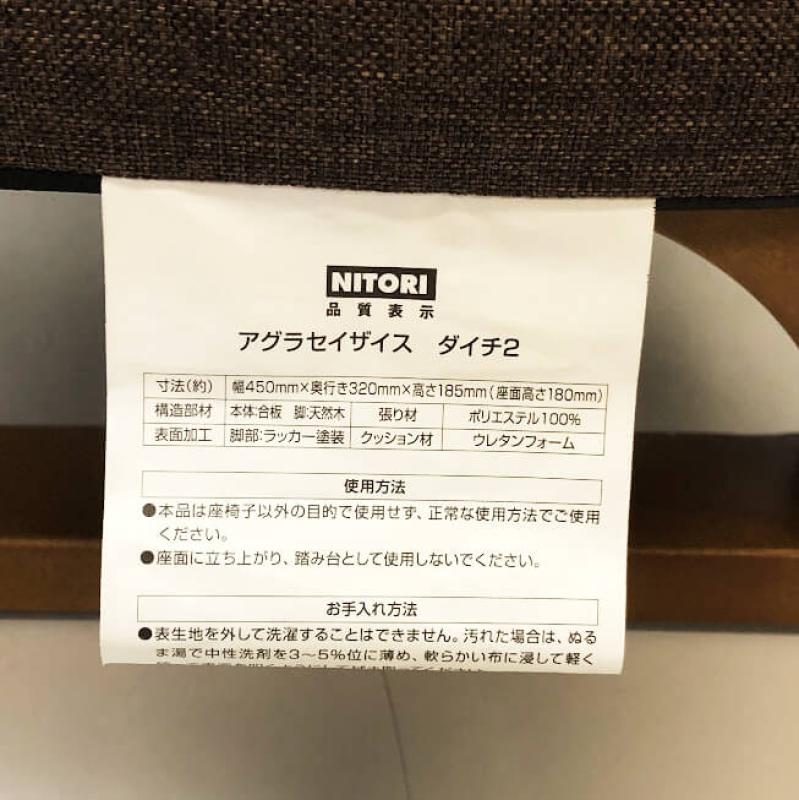 NITORI
品質表示
アグラセイザイス ダイチ2
寸法(約) 幅450mm×奥行き320mm×高さ185mm(座面高さ180mm)
構造部材 本体:合板 脚:天然木 張り材 ポリエステル100%
表面加工 脚部:ラッカー塗装 クッション材 ウレタンフォーム
使用方法
●本品は座椅子以外の目的で使用せず、正常な使用方法でご使用
ください。
●座面に立ち上がり、踏み台として使用しないでください。
お手入れ方法
●表生地を外して洗濯することはできません。汚れた場合は、ぬる
ま湯で中性洗剤を3~5%位に薄め、軟らかい布に浸して軽く